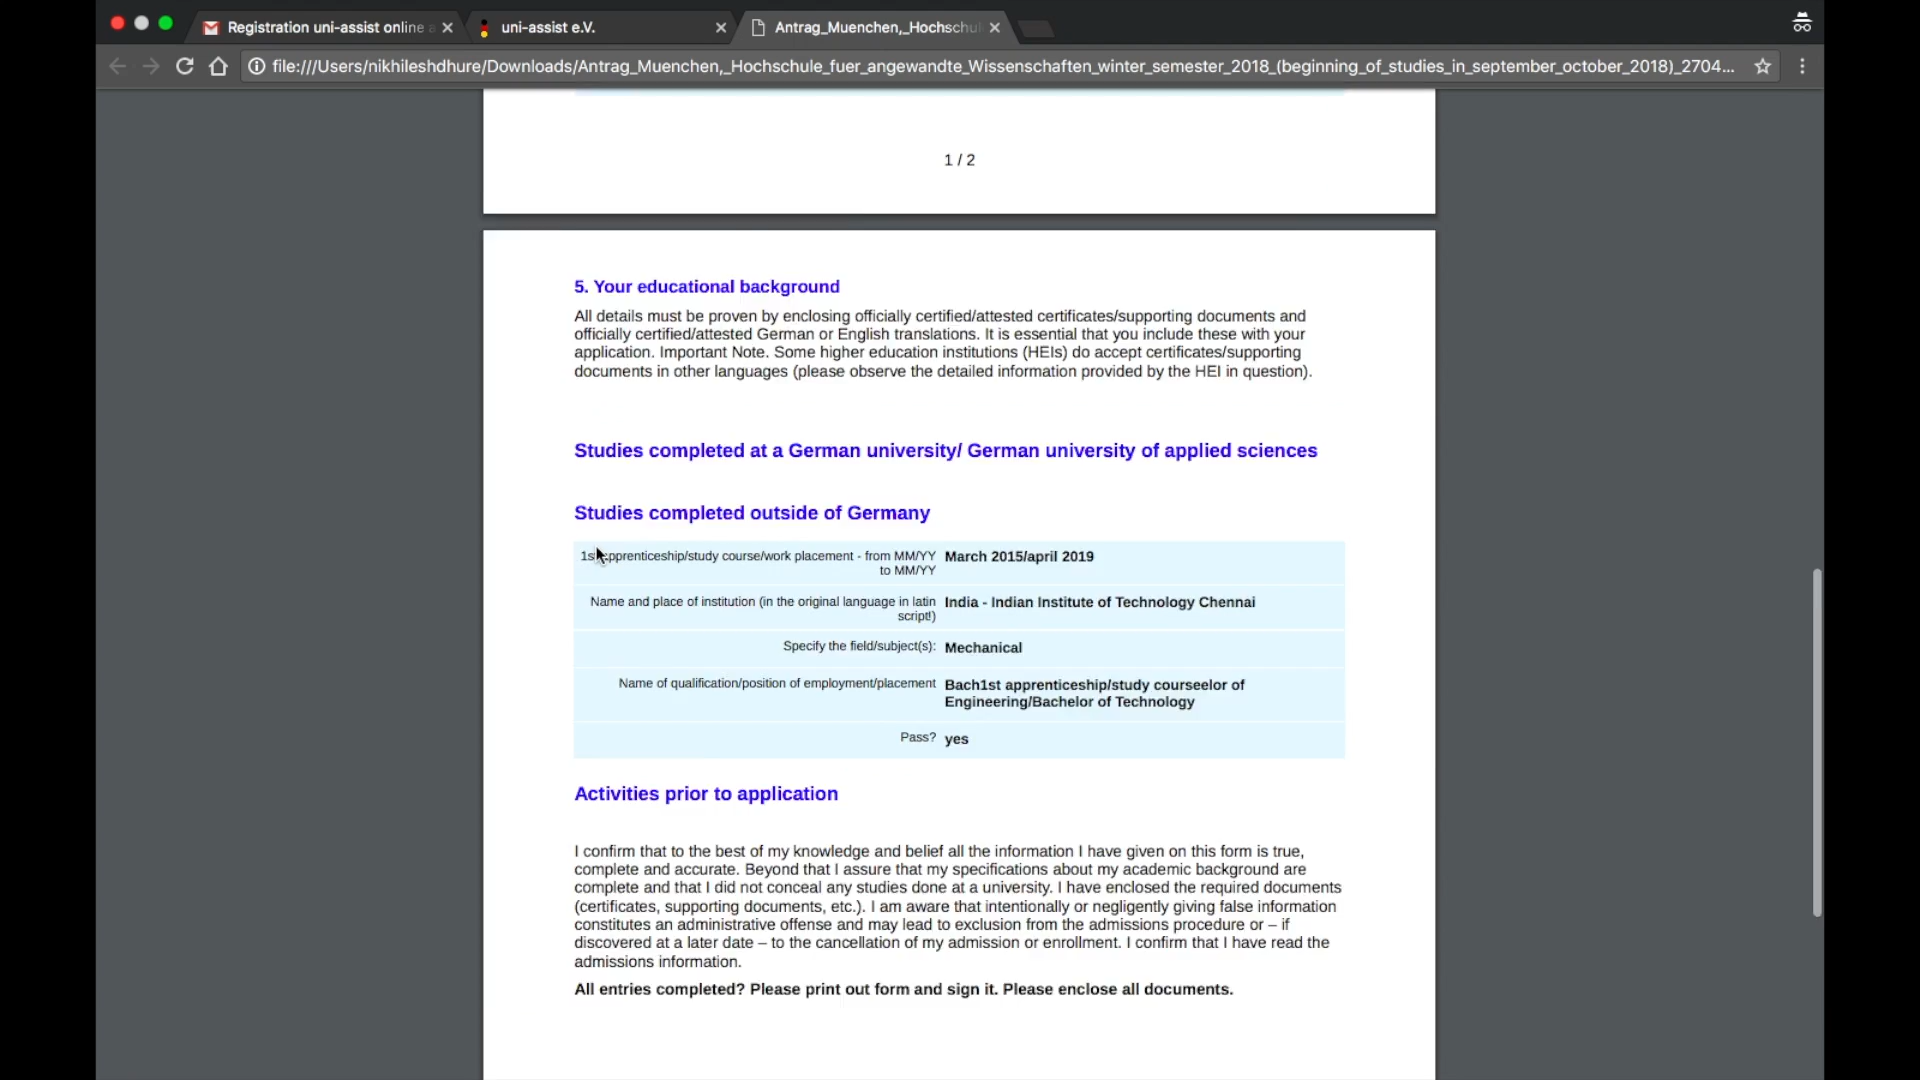 Registration uni-assist online a
uni-assist e.V.
Antrag_Muenchen,_Hochschul
file:///Users/nikhileshdhure/Downloads/Antrag_Muenchen,_Hochschule_fuer_angewandte_Wissenschaften_winter_semester_2018_(beginning_of_studies_in_september_october_2018)_2704...
1 / 2
5. Your educational background
All details must be proven by enclosing officially certified/attested certificates/supporting documents and
officially certified/attested German or English translations. It is essential that you include these with your
application. Important Note. Some higher education institutions (HEIs) do accept certificates/supporting
documents in other languages (please observe the detailed information provided by the HEI in question).
Studies completed at a German university/ German university of applied sciences
Studies completed outside of Germany
1st apprenticeship/study course/work placement - from MM/YY
to MM/YY
March 2015/april 2019
Name and place of institution (in the original language in latin
script!)
India - Indian Institute of Technology Chennai
Specify the field/subject(s):
Mechanical
Name of qualification/position of employment/placement
Bach1st apprenticeship/study courseelor of
Engineering/Bachelor of Technology
Pass?
yes
Activities prior to application
I confirm that to the best of my knowledge and belief all the information I have given on this form is true,
complete and accurate. Beyond that I assure that my specifications about my academic background are
complete and that I did not conceal any studies done at a university. I have enclosed the required documents
(certificates, supporting documents, etc.). I am aware that intentionally or negligently giving false information
constitutes an administrative offense and may lead to exclusion from the admissions procedure or – if
discovered at a later date – to the cancellation of my admission or enrollment. I confirm that I have read the
admissions information.
All entries completed? Please print out form and sign it. Please enclose all documents.